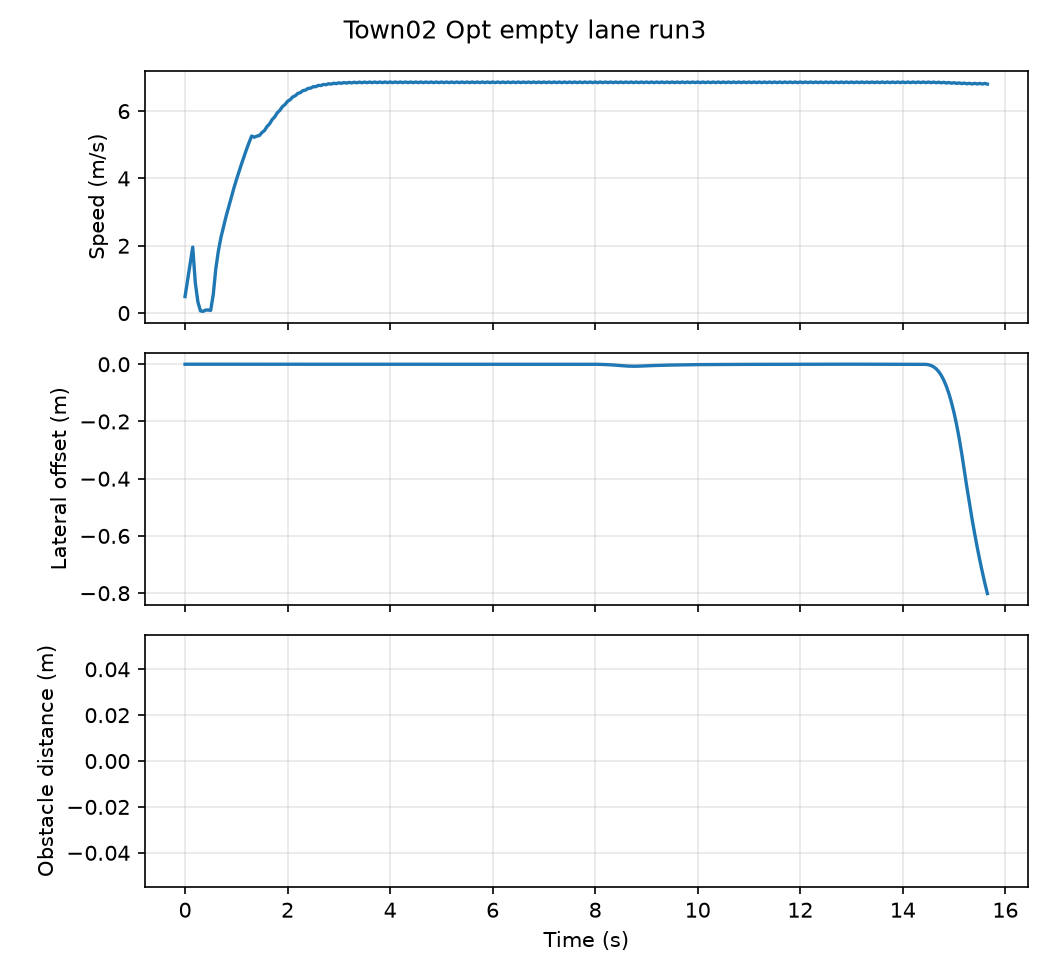 Town02 Opt empty lane run3
Speed (m/s)
6
4
2
0
Lateral offset (m)
0.0
−0.2
−0.4
−0.6
−0.8
Obstacle distance (m)
0.04
0.02
0.00
−0.02
−0.04
0 2 4 6 8 10 12 14 16
Time (s)